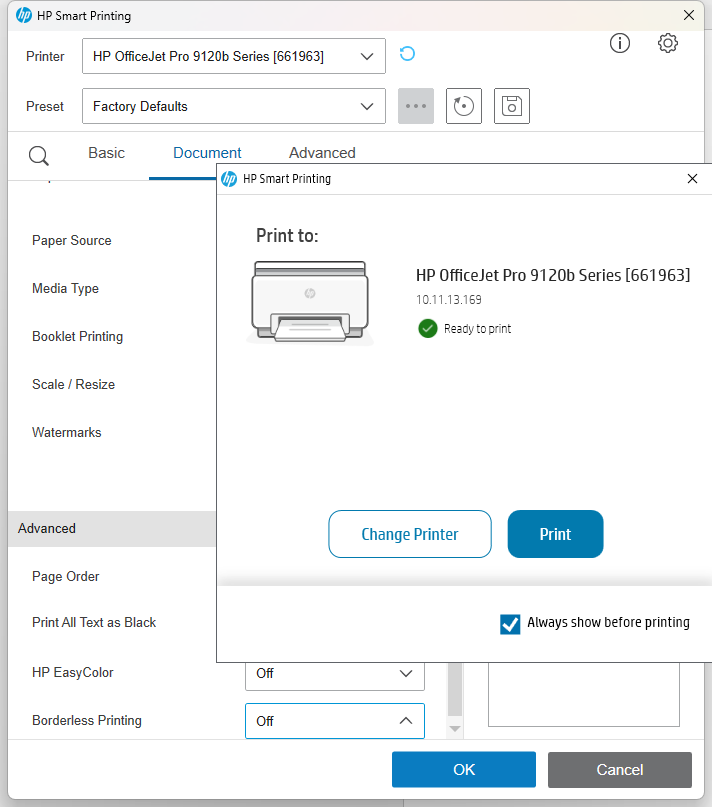 HP Smart Printing
Printer
HP OfficeJet Pro 9120b Series [661963]
Preset
Factory Defaults
Basic
Document
Advanced
Paper Source
Media Type
Booklet Printing
Scale / Resize
Watermarks
Advanced
Page Order
Print All Text as Black
HP EasyColor
Off
Borderless Printing
Off
OK
Cancel
hp HP Smart Printing
Print to:
HP OfficeJet Pro 9120b Series [661963]
10.11.13.169
Ready to print
Change Printer
Print
Always show before printing